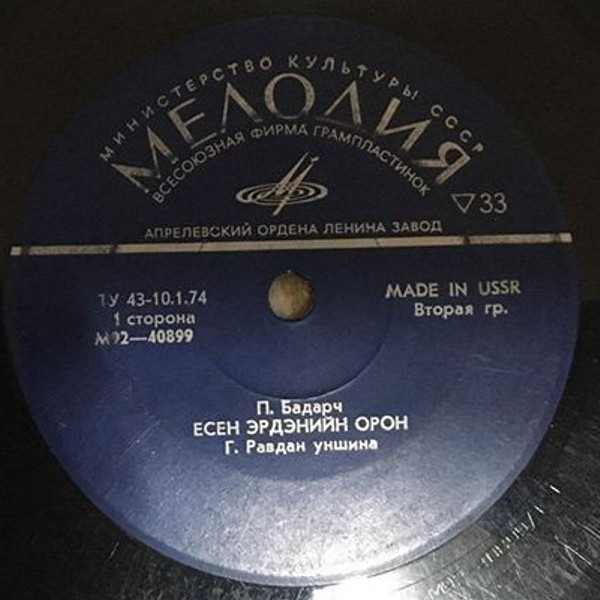 МИНИСТЕРСТВО КУЛЬТУРЫ СССР
МЕЛОДИЯ
ВСЕСОЮЗНАЯ ФИРМА ГРАМПЛАСТИНОК
▽33
АПРЕЛЕВСКИЙ ОРДЕНА ЛЕНИНА ЗАВОД
ТУ 43-10.1.74
1 сторона
М92—40899
MADE IN USSR
Вторая гр.
П. Бадарч
ЕСЕН ЭРДЭНИЙН ОРОН
Г. Равдан уншина